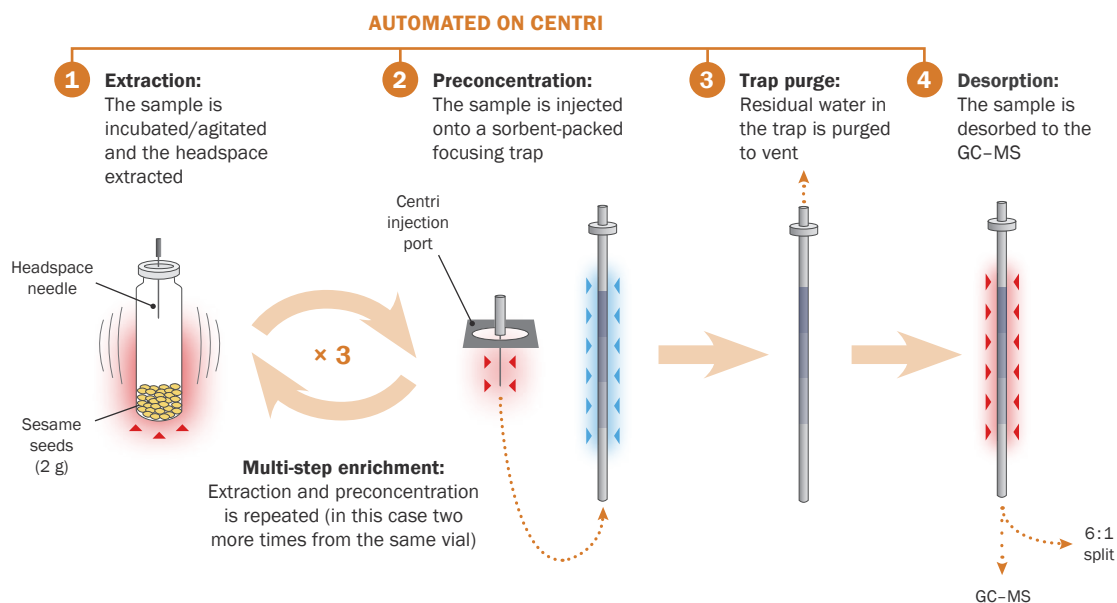 AUTOMATED ON CENTRI
1
Extraction:
The sample is
incubated/agitated
and the headspace
extracted
2
Preconcentration:
The sample is injected
onto a sorbent-packed
focusing trap
3
Trap purge:
Residual water in
the trap is purged
to vent
4
Desorption:
The sample is
desorbed to the
GC–MS
Headspace
needle
Sesame
seeds
(2 g)
× 3
Multi-step enrichment:
Extraction and preconcentration
is repeated (in this case two
more times from the same vial)
Centri
injection
port
6:1
split
GC–MS